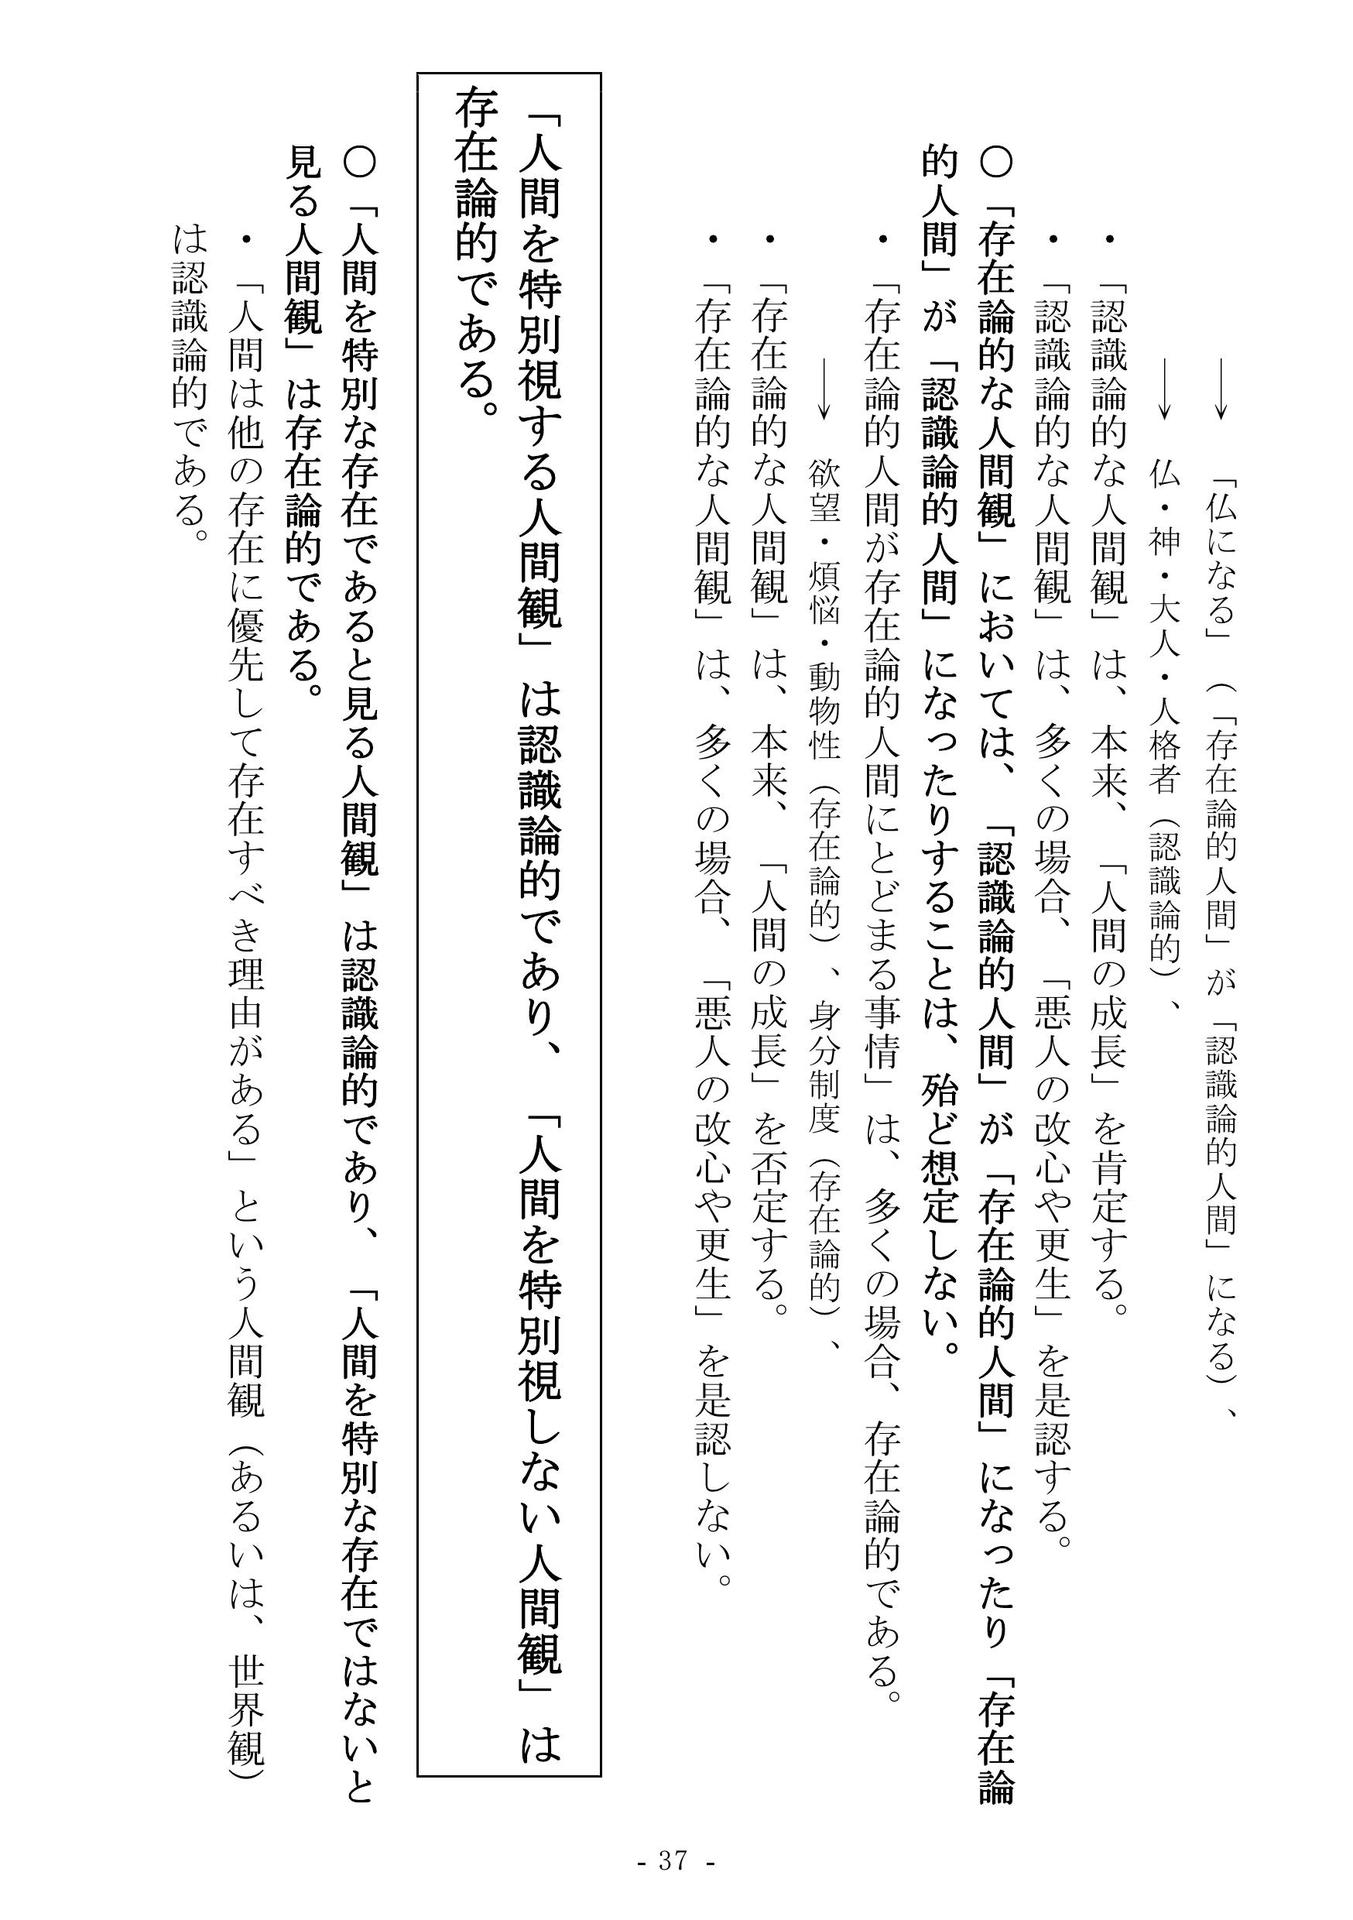 →　「仏になる」（「存在論的人間」が「認識論的人間」になる）、
→　仏・神・大人・人格者（認識論的）、
・「認識論的な人間観」は、本来、「人間の成長」を肯定する。
・「認識論的な人間観」は、多くの場合、「悪人の改心や更生」を是認する。
〇「存在論的な人間観」においては、「認識論的人間」が「存在論的人間」になったり「存在論
的人間」が「認識論的人間」になったりすることは、殆ど想定しない。
・「存在論的人間が存在論的人間にとどまる事情」は、多くの場合、存在論的である。
→　欲望・煩悩・動物性（存在論的）、身分制度（存在論的）、
・「存在論的な人間観」は、本来、「人間の成長」を否定する。
・「存在論的な人間観」は、多くの場合、「悪人の改心や更生」を是認しない。
「人間を特別視する人間観」は認識論的であり、「人間を特別視しない人間観」は
存在論的である。
〇「人間を特別な存在であると見る人間観」は認識論的であり、「人間を特別な存在ではないと
見る人間観」は存在論的である。
・「人間は他の存在に優先して存在すべき理由がある」という人間観（あるいは、世界観）
は認識論的である。
- 37 -